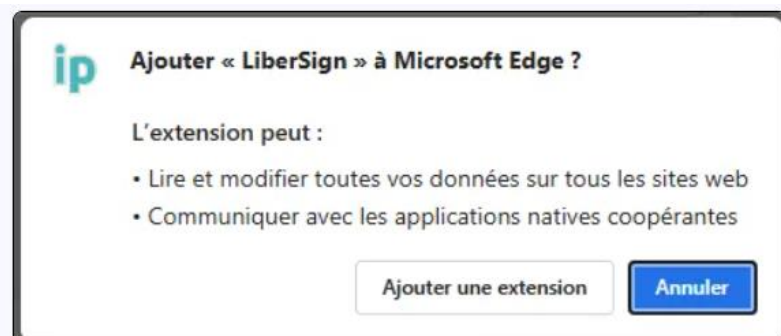 ip
Ajouter « LiberSign » à Microsoft Edge ?
L'extension peut :
• Lire et modifier toutes vos données sur tous les sites web
• Communiquer avec les applications natives coopérantes
Ajouter une extension Annuler